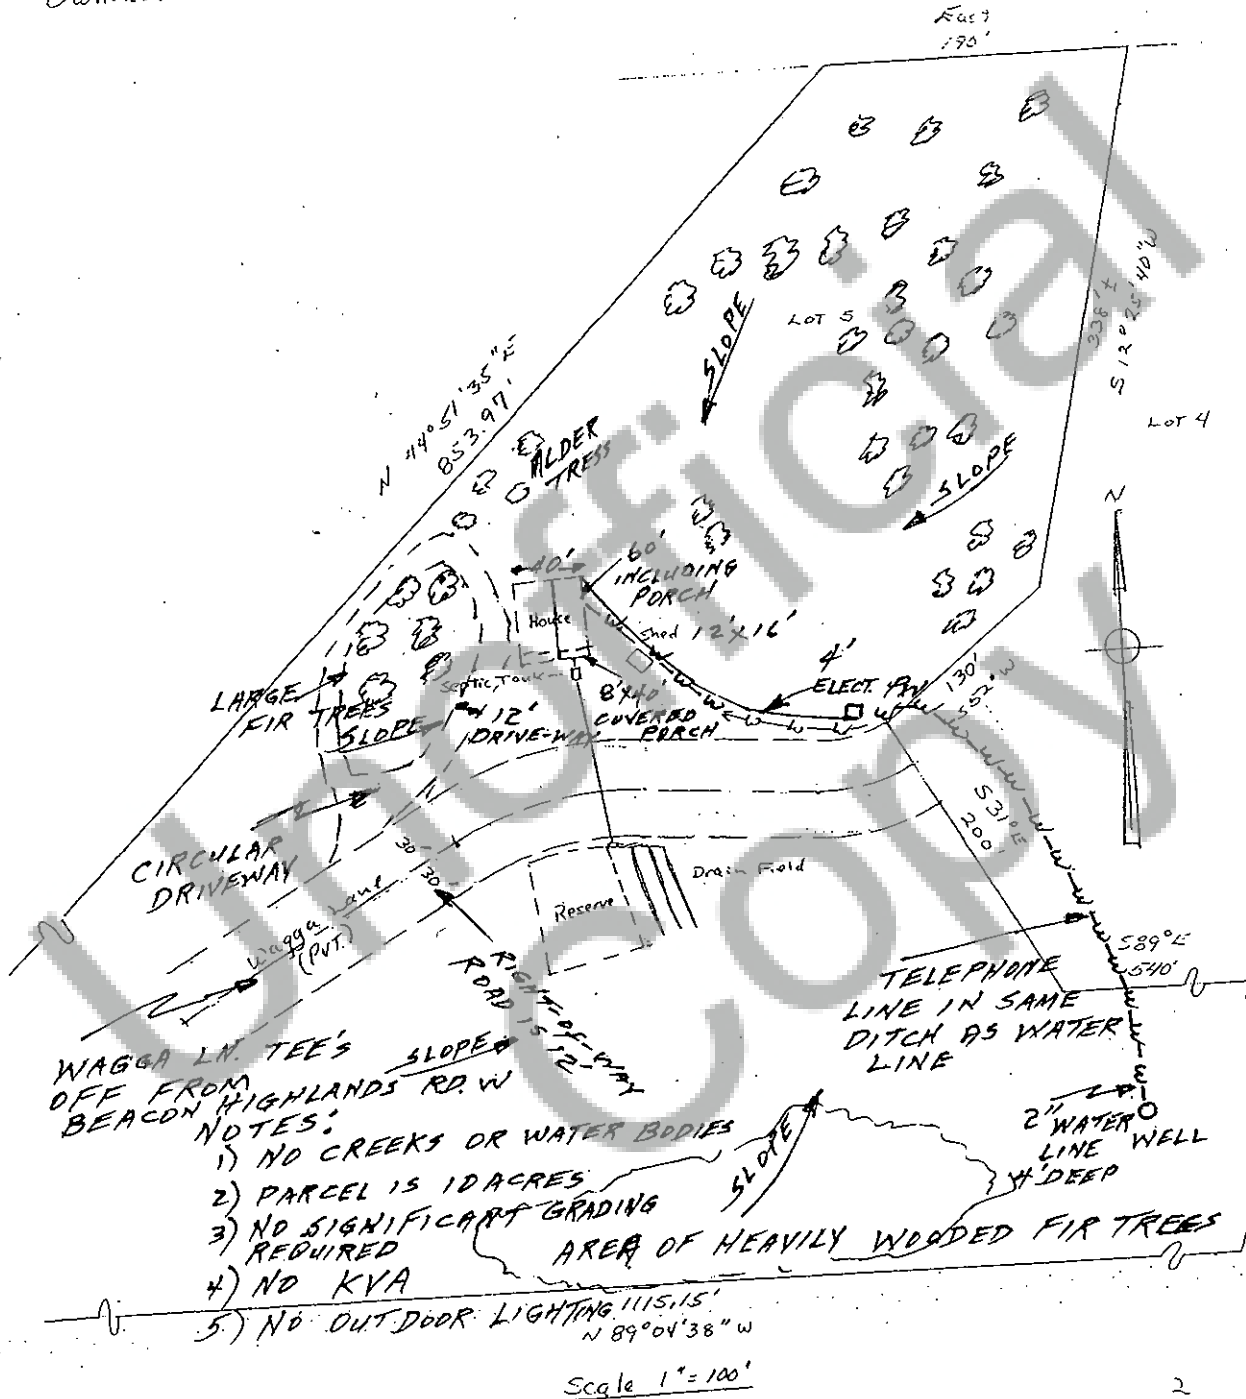 East
190'
LOT 5
338'±
S 12° 25' 40" W
LOT 4
SLOPE
N 44° 51' 35" E
853.97'
ALDER
TRESS
SLOPE
N
40'
60'
INCLUDING
PORCH
House
Shed 12'X16'
4'
ELECT. PW
130'
S52°W
Septic Tank
8'X40'
COVERED
PORCH
LARGE
FIR TREES
SLOPE
12'
DRIVE-WAY
S31°E
200'
CIRCULAR
DRIVEWAY
30'
30'
Wagga Lane
(PVT.)
Drain Field
Reserve
RIGHT-OF-WAY
ROAD IS 12'
S89°E
540'
TELEPHONE
LINE IN SAME
DITCH AS WATER
LINE
WAGGA LN. TEE'S
OFF FROM
BEACON HIGHLANDS RD. W
SLOPE
2" WATER
LINE
4' DEEP
WELL
NOTES:
1) NO CREEKS OR WATER BODIES
2) PARCEL IS 10 ACRES
3) NO SIGNIFICANT GRADING
REQUIRED
4) NO KVA
5.) NO OUTDOOR LIGHTING
SLOPE
AREA OF HEAVILY WOODED FIR TREES
1115.15'
N 89° 04' 38" W
Scale 1" = 100'
2
Unofficial
Copy